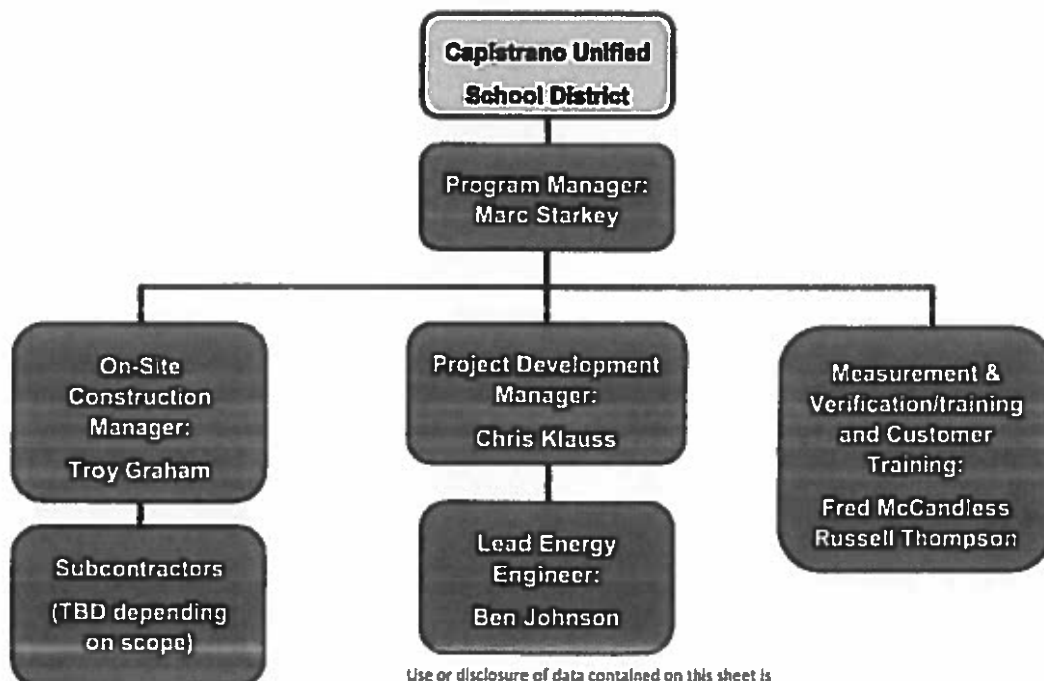 Capistrano Unified
School District
Program Manager:
Marc Starkey
On-Site
Construction
Manager:
Troy Graham
Subcontractors
(TBD depending
on scope)
Project Development
Manager:
Chris Klauss
Lead Energy
Engineer:
Ben Johnson
Measurement &
Verification/training
and Customer
Training:
Fred McCandless
Russell Thompson
Use or disclosure of data contained on this sheet is